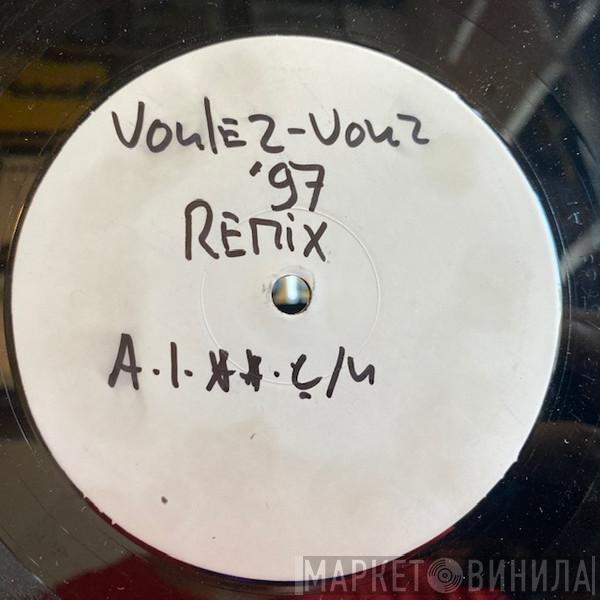 VOULEZ-VOUZ
'97
REMIX
A.I.**.C/U
МАРКЕТ ВИНИЛА